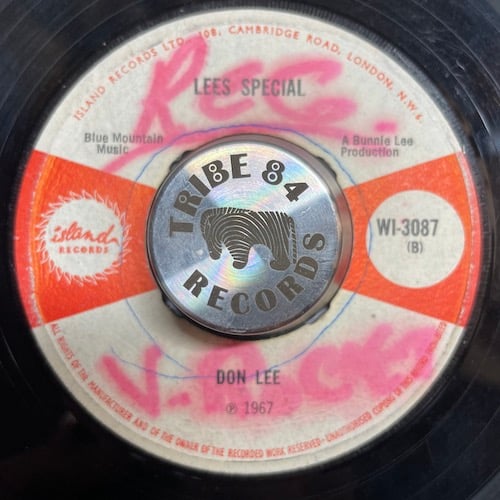 ISLAND RECORDS LTD., 108, CAMBRIDGE ROAD, LONDON, N.W.6.
LEES SPECIAL
Blue Mountain
Music
A Bunnie Lee
Production
island
RECORDS
WI-3087
(B)
TRIBE 84
RECORDS
DON LEE
℗ 1967
ALL RIGHTS OF THE MANUFACTURER AND OF THE OWNER OF THE RECORDED WORK RESERVED-UNAUTHORISED COPYING OF THIS RECORD PROHIBITED